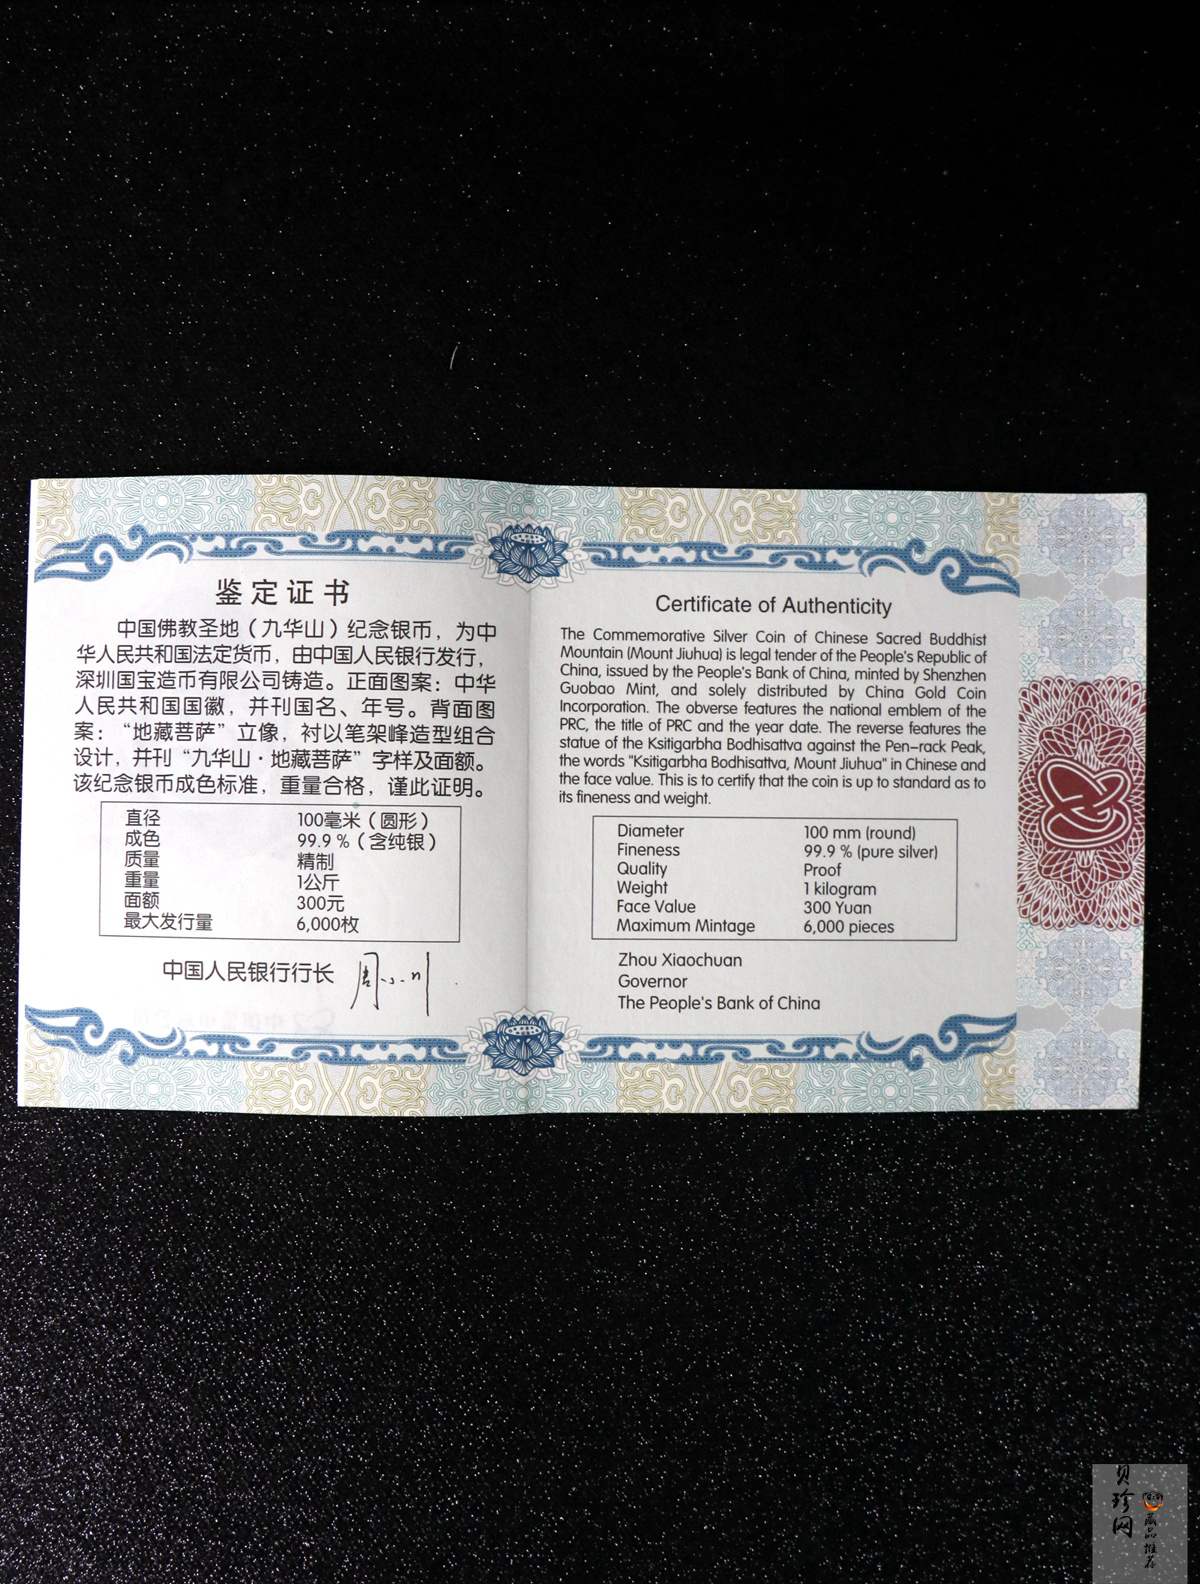 鉴定证书
中国佛教圣地（九华山）纪念银币，为中
华人民共和国法定货币，由中国人民银行发行，
深圳国宝造币有限公司铸造。正面图案：中华
人民共和国国徽，并刊国名、年号。背面图
案：“地藏菩萨”立像，衬以笔架峰造型组合
设计，并刊“九华山·地藏菩萨”字样及面额。
该纪念银币成色标准，重量合格，谨此证明。
直径 100毫米（圆形）
成色 99.9％（含纯银）
质量 精制
重量 1公斤
面额 300元
最大发行量 6,000枚
中国人民银行行长 周小川
Certificate of Authenticity
The Commemorative Silver Coin of Chinese Sacred Buddhist
Mountain (Mount Jiuhua) is legal tender of the People's Republic of
China, issued by the People's Bank of China, minted by Shenzhen
Guobao Mint, and solely distributed by China Gold Coin
Incorporation. The obverse features the national emblem of the
PRC, the title of PRC and the year date. The reverse features the
statue of the Ksitigarbha Bodhisattva against the Pen-rack Peak,
the words "Ksitigarbha Bodhisattva, Mount Jiuhua" in Chinese and
the face value. This is to certify that the coin is up to standard as to
its fineness and weight.
Diameter 100 mm (round)
Fineness 99.9 % (pure silver)
Quality Proof
Weight 1 kilogram
Face Value 300 Yuan
Maximum Mintage 6,000 pieces
Zhou Xiaochuan
Governor
The People's Bank of China
贝珍网
藏品推荐